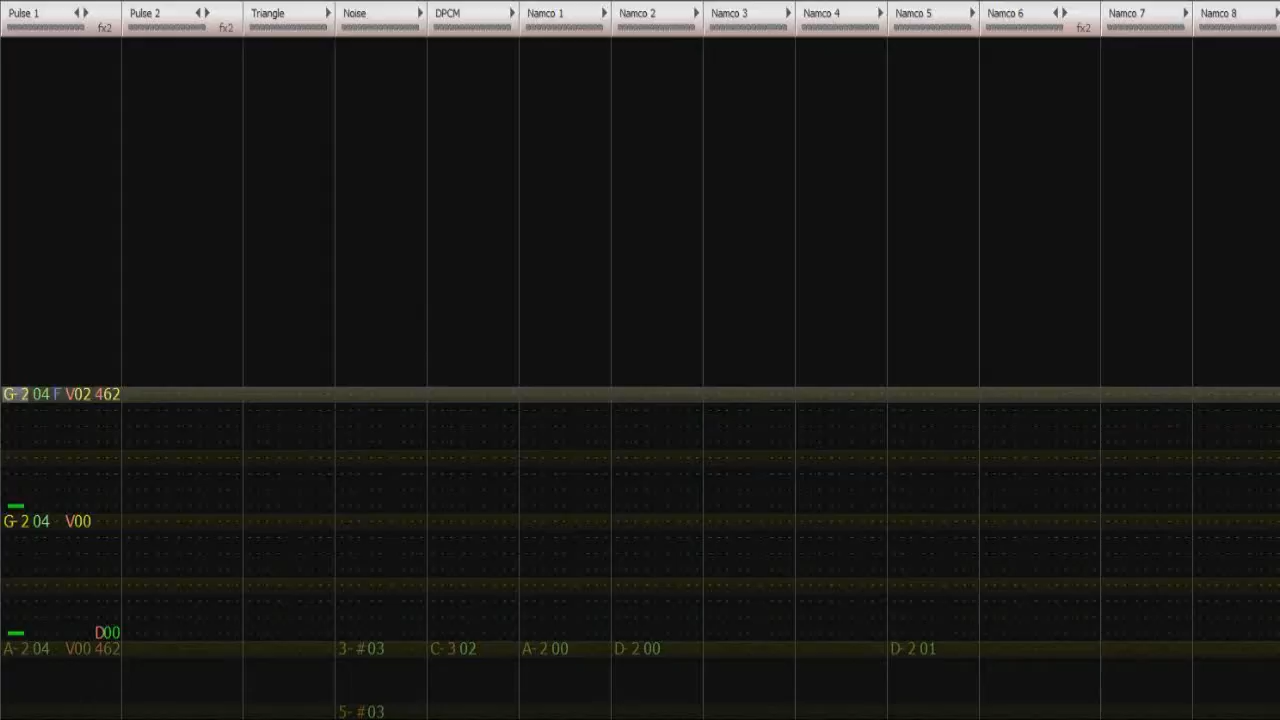 Pulse 1 Pulse 2 Triangle Noise DPCM Namco 1 Namco 2 Namco 3 Namco 4 Namco 5 Namco 6 Namco 7 Namco 8
fx2 fx2 fx2
G-2 04 F V02 462
G-2 04 V00
D00
A-2 04 V00 462 3-# 03 C-3 02 A-2 00 D-2 00 D-2 01
5-# 03